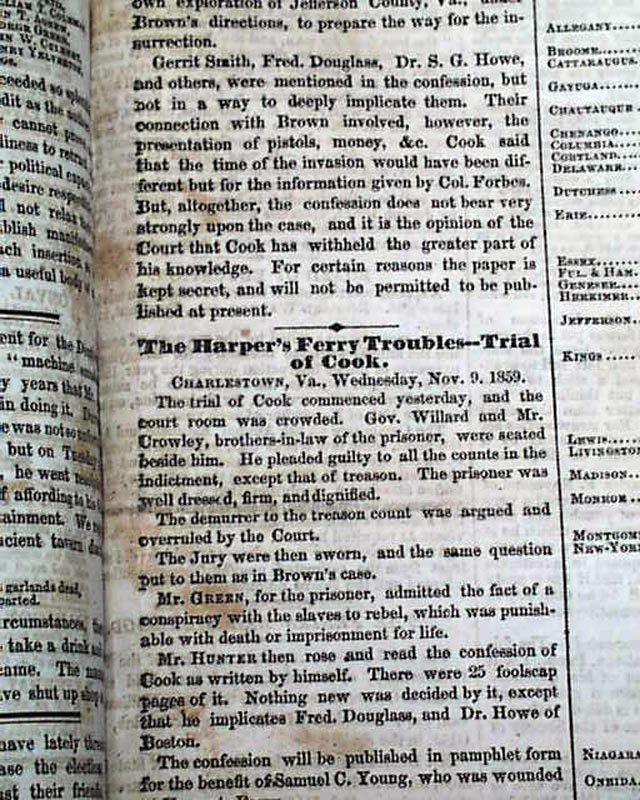 own exploration of Jefferson County, Va., under
Brown's directions, to prepare the way for the in-
surrection.
Gerrit Smith, Fred. Douglass, Dr. S. G. Howe,
and others, were mentioned in the confession, but
not in a way to deeply implicate them. Their
connection with Brown involved, however, the
presentation of pistols, money, &c. Cook said
that the time of the invasion would have been dif-
ferent but for the information given by Col. Forbes.
But, altogether, the confession does not bear very
strongly upon the case, and it is the opinion of the
Court that Cook has withheld the greater part of
his knowledge. For certain reasons the paper is
kept secret, and will not be permitted to be pub-
lished at present.
The Harper's Ferry Troubles--Trial
of Cook.
CHARLESTOWN, Va., Wednesday, Nov. 9. 1859.
The trial of Cook commenced yesterday, and the
court room was crowded. Gov. Willard and Mr.
Crowley, brothers-in-law of the prisoner, were seated
beside him. He pleaded guilty to all the counts in the
indictment, except that of treason. The prisoner was
well dressed, firm, and dignified.
The demurrer to the treason count was argued and
overruled by the Court.
The Jury were then sworn, and the same question
put to them as in Brown's case.
Mr. GREEN, for the prisoner, admitted the fact of a
conspiracy with the slaves to rebel, which was punish-
able with death or imprisonment for life.
Mr. HUNTER then rose and read the confession of
Cook as written by himself. There were 25 foolscap
pages of it. Nothing new was decided by it, except
that he implicates Fred. Douglass, and Dr. Howe of
Boston.
The confession will be published in pamphlet form
for the benefit of Samuel C. Young, who was wounded
ALLEGANY
BROOME
CATTARAUGUS
CAYUGA
CHAUTAUQUE
CHENANGO
COLUMBIA
CORTLAND
DELAWARE
DUTCHESS
ERIE
ESSEX
FUL. & HAM.
GENESEE
HERKIMER
JEFFERSON
KINGS
LEWIS
LIVINGSTON
MADISON
MONROE
MONTGOM
NEW-YOR
NIAGARA
ONEIDA